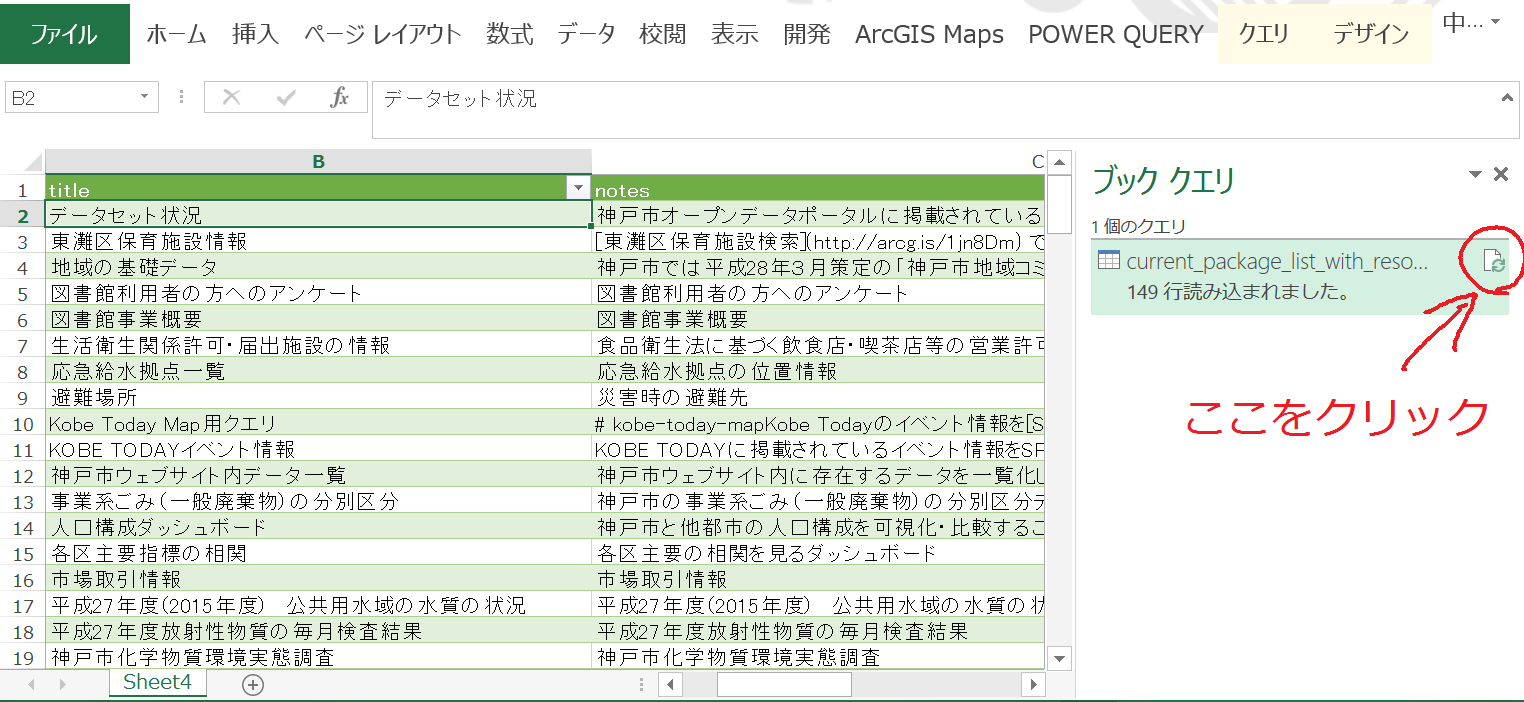 ファイル ホーム 挿入 ページ レイアウト 数式 データ 校閲 表示 開発 ArcGIS Maps POWER QUERY クエリ デザイン 中...
B2 fx データセット状況
B C
1 title notes
2 データセット状況 神戸市オープンデータポータルに掲載されている
3 東灘区保育施設情報 [東灘区保育施設検索](http://arcg.is/1jn8Dm) で
4 地域の基礎データ 神戸市では平成28年3月策定の「神戸市地域コミ
5 図書館利用者の方へのアンケート 図書館利用者の方へのアンケート
6 図書館事業概要 図書館事業概要
7 生活衛生関係許可・届出施設の情報 食品衛生法に基づく飲食店・喫茶店等の営業許可
8 応急給水拠点一覧 応急給水拠点の位置情報
9 避難場所 災害時の避難先
10 Kobe Today Map用クエリ # kobe-today-mapKobe Todayのイベント情報を[S
11 KOBE TODAYイベント情報 KOBE TODAYに掲載されているイベント情報をSP
12 神戸市ウェブサイト内データ一覧 神戸市ウェブサイト内に存在するデータを一覧化し
13 事業系ごみ（一般廃棄物）の分別区分 神戸市の事業系ごみ（一般廃棄物）の分別区分デ
14 人口構成ダッシュボード 神戸市と他都市の人口構成を可視化・比較するこ
15 各区主要指標の相関 各区主要の相関を見るダッシュボード
16 市場取引情報 市場取引情報
17 平成27年度(2015年度)　公共用水域の水質の状況 平成27年度(2015年度)　公共用水域の水質の状
18 平成27年度放射性物質の毎月検査結果 平成27年度放射性物質の毎月検査結果
19 神戸市化学物質環境実態調査 神戸市化学物質環境実態調査
Sheet4
ブック クエリ
1 個のクエリ
current_package_list_with_reso...
149 行読み込まれました。
ここをクリック